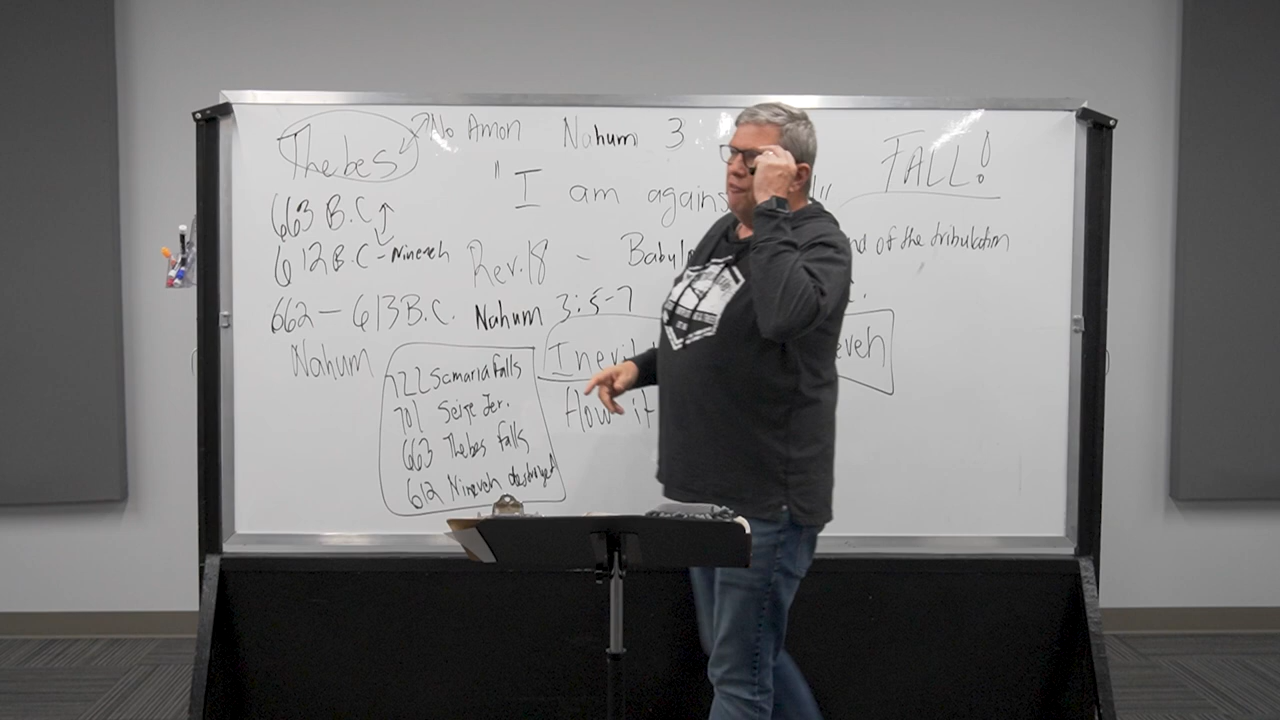 Thebes No Amon Nahum 3 FALL!
"I am agains "
663 B.C
612 B.C - Nineveh Rev. 18 - Babyl nd of the tribulation
662 - 613 B.C. Nahum 3:5-7
Nahum
722 Samaria falls
701 Seize Jer.
663 Thebes falls
612 Nineveh destroyed
Inevi eveh
How it